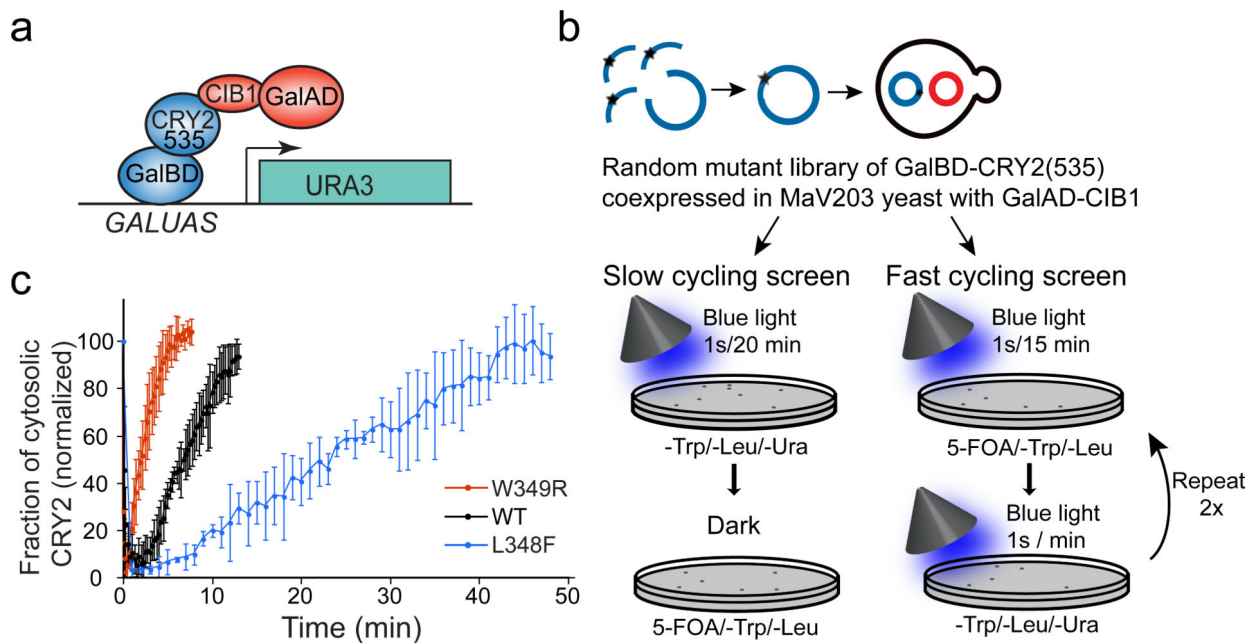 a
CIB1
GalAD
CRY2
535
GalBD
URA3
GALUAS
b
Random mutant library of GalBD-CRY2(535)
coexpressed in MaV203 yeast with GalAD-CIB1
Slow cycling screen
Blue light
1s/20 min
-Trp/-Leu/-Ura
Dark
5-FOA/-Trp/-Leu
Fast cycling screen
Blue light
1s/15 min
5-FOA/-Trp/-Leu
Blue light
1s / min
-Trp/-Leu/-Ura
Repeat
2x
c
Fraction of cytosolic
CRY2 (normalized)
100
80
60
40
20
0
W349R
WT
L348F
0 10 20 30 40 50
Time (min)